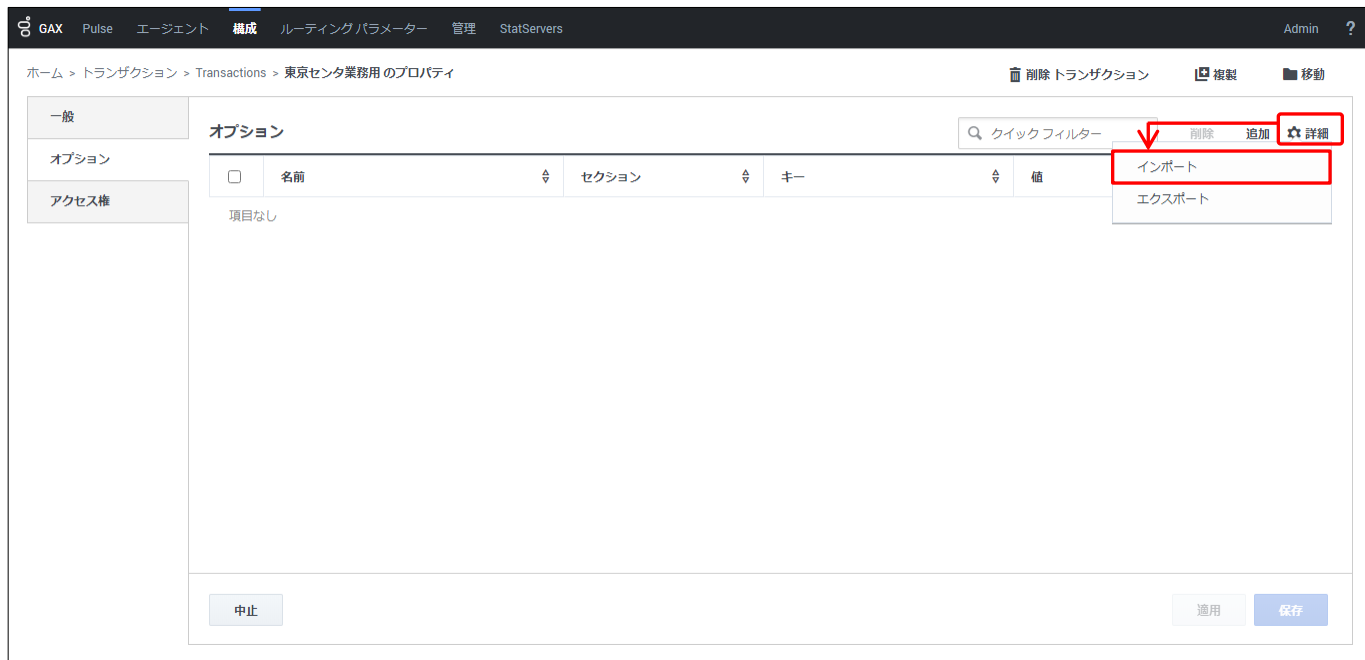 GAX Pulse エージェント 構成 ルーティング パラメーター 管理 StatServers Admin ?
ホーム > トランザクション > Transactions > 東京センタ業務用 のプロパティ 削除 トランザクション 複製 移動
一般
オプション
アクセス権
オプション クイック フィルター 削除 追加 詳細
インポート
エクスポート
名前 セクション キー 値
項目なし
中止 適用 保存